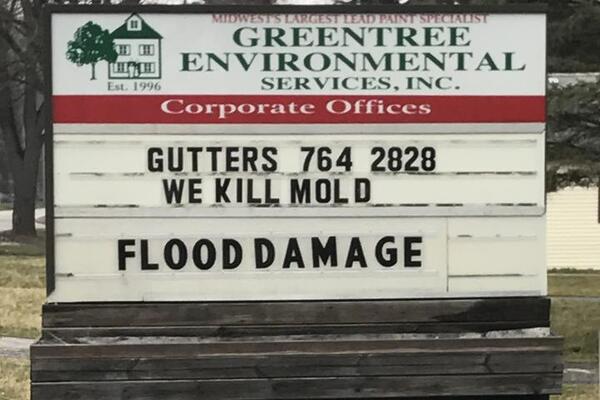 MIDWEST'S LARGEST LEAD PAINT SPECIALIST
GREENTREE
ENVIRONMENTAL
SERVICES, INC.
Est. 1996
Corporate Offices
GUTTERS 764 2828
WE KILL MOLD
FLOOD DAMAGE